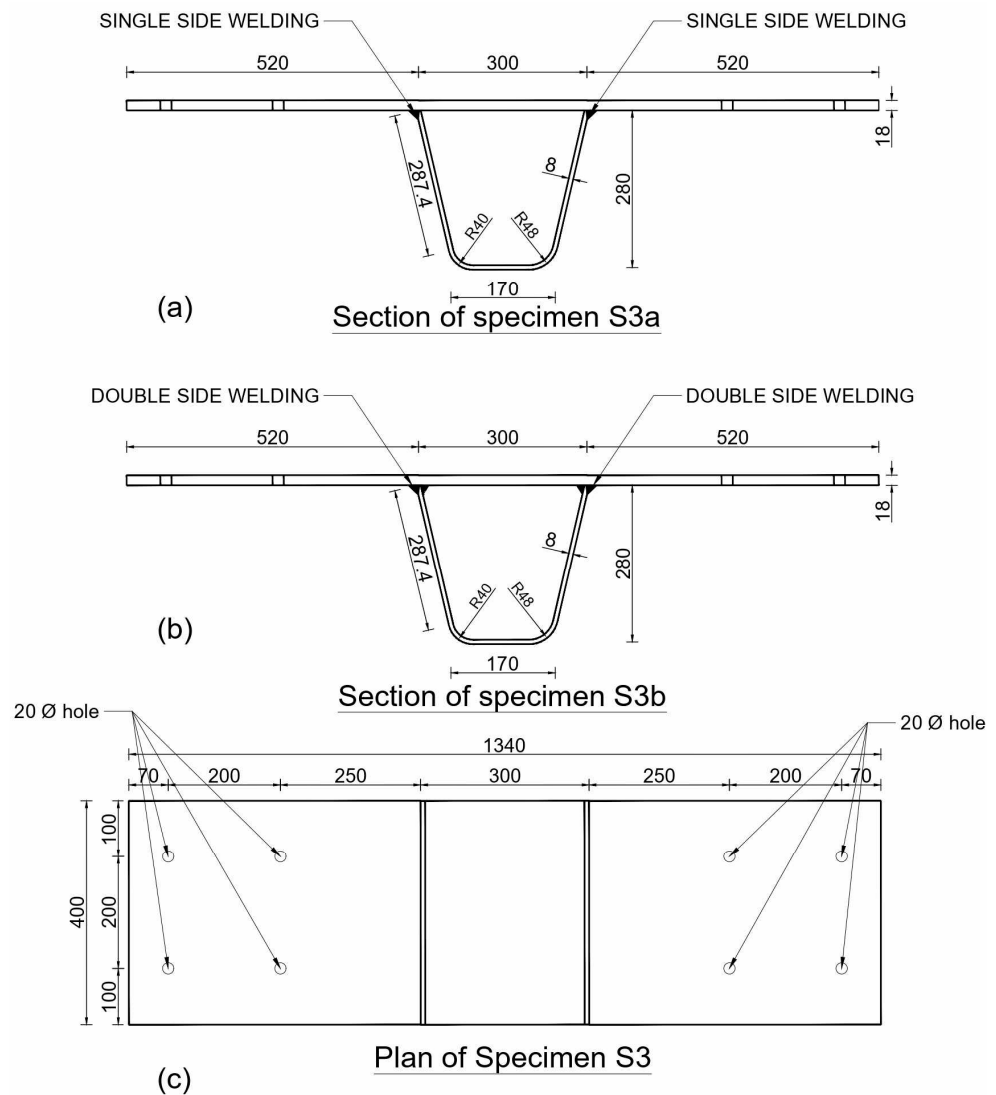 SINGLE SIDE WELDING SINGLE SIDE WELDING
520 300 520
18
287.4 8 280
R40 R48
170
(a)
Section of specimen S3a
DOUBLE SIDE WELDING DOUBLE SIDE WELDING
520 300 520
18
287.4 8 280
R40 R48
170
(b)
Section of specimen S3b
20 Ø hole 20 Ø hole
1340
70 200 250 300 250 200 70
100
400 200
100
Plan of Specimen S3
(c)